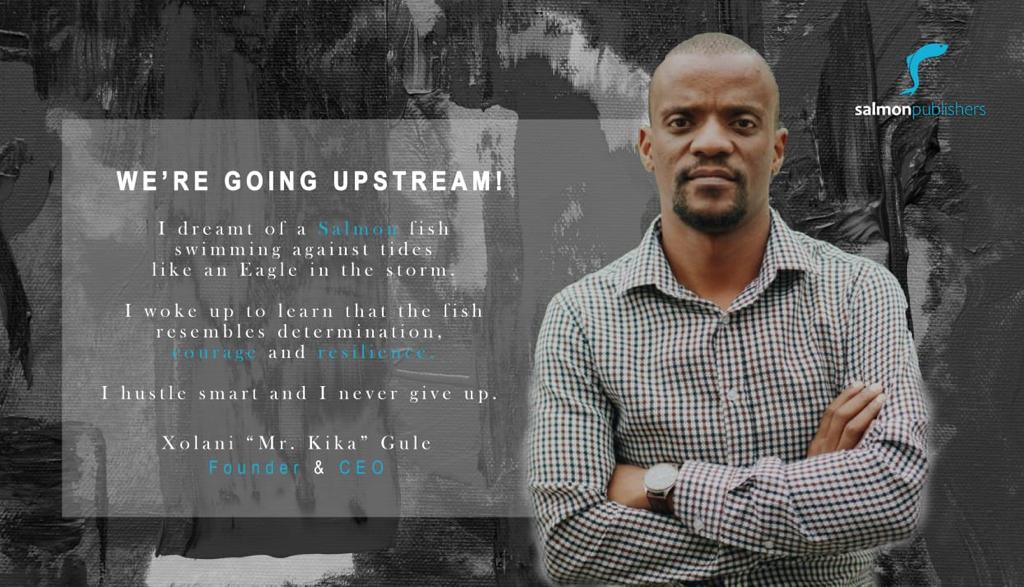 salmonpublishers
WE'RE GOING UPSTREAM!
I dreamt of a Salmon fish
swimming against tides
like an Eagle in the storm.
I woke up to learn that the fish
resembles determination,
courage and resilience.
I hustle smart and I never give up.
Xolani “Mr. Kika” Gule
Founder & CEO